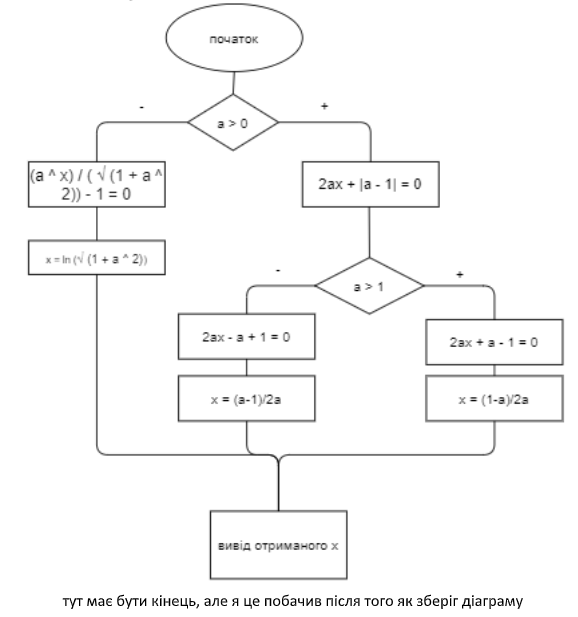 початок
-
+
a > 0
(a ^ x) / ( √ (1 + a ^
2)) - 1 = 0
2ax + |a - 1| = 0
x = ln (√ (1 + a ^ 2))
-
+
a > 1
2ax - a + 1 = 0
2ax + a - 1 = 0
x = (a-1)/2a
x = (1-a)/2a
вивід отриманого x
тут має бути кінець, але я це побачив після того як зберіг діаграму